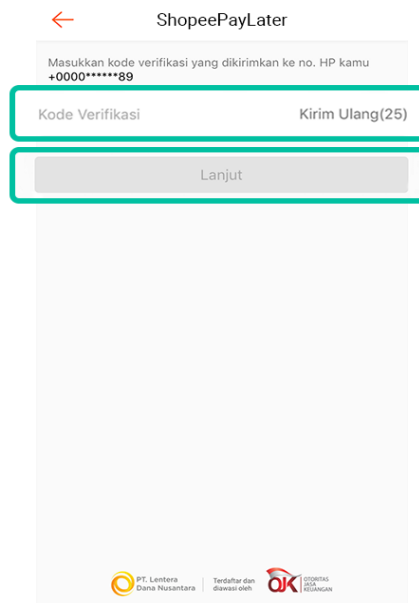 ShopeePayLater
Masukkan kode verifikasi yang dikirimkan ke no. HP kamu
+0000******89
Kode Verifikasi Kirim Ulang(25)
Lanjut
PT. Lentera
Dana Nusantara
Terdaftar dan
diawasi oleh
OJK
OTORITAS
JASA
KEUANGAN